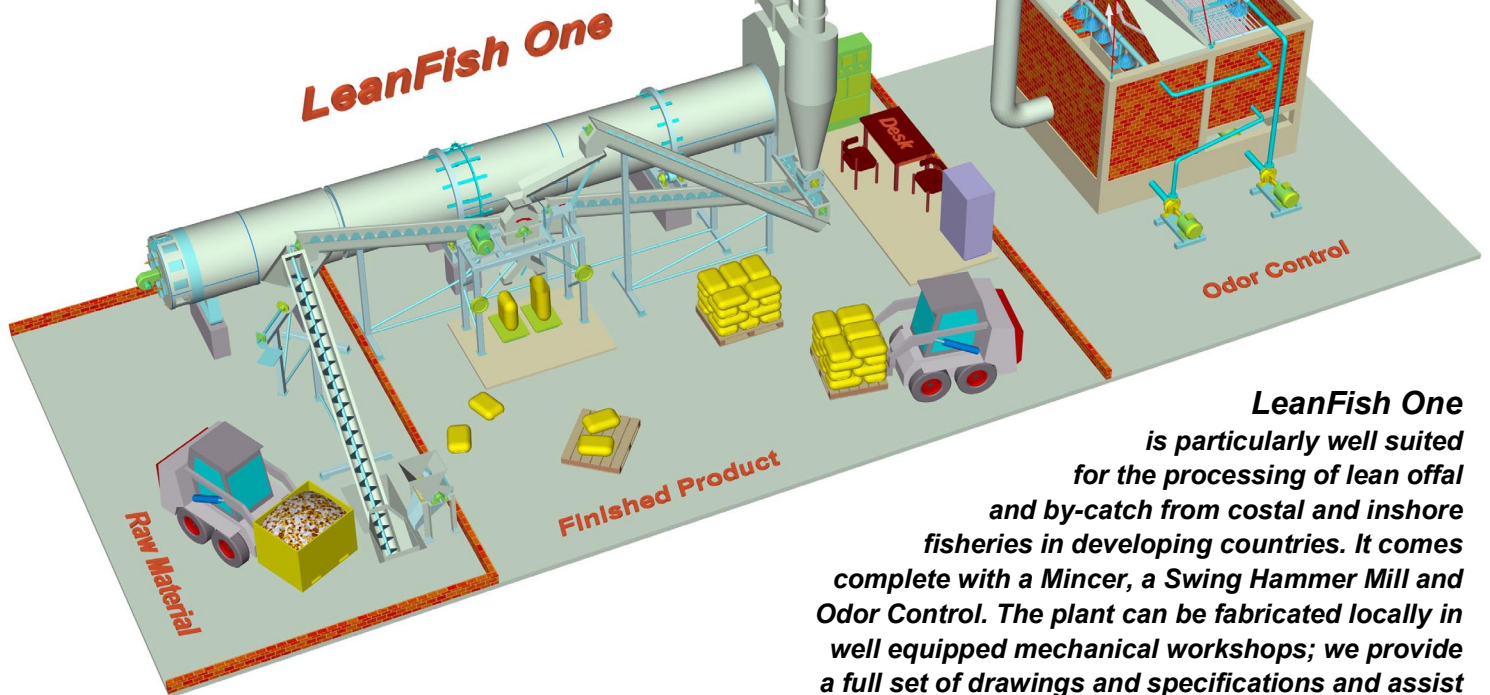 LeanFish One
Desk
Odor Control
Finished Product
Raw Material
LeanFish One
is particularly well suited
for the processing of lean offal
and by-catch from costal and inshore
fisheries in developing countries. It comes
complete with a Mincer, a Swing Hammer Mill and
Odor Control. The plant can be fabricated locally in
well equipped mechanical workshops; we provide
a full set of drawings and specifications and assist